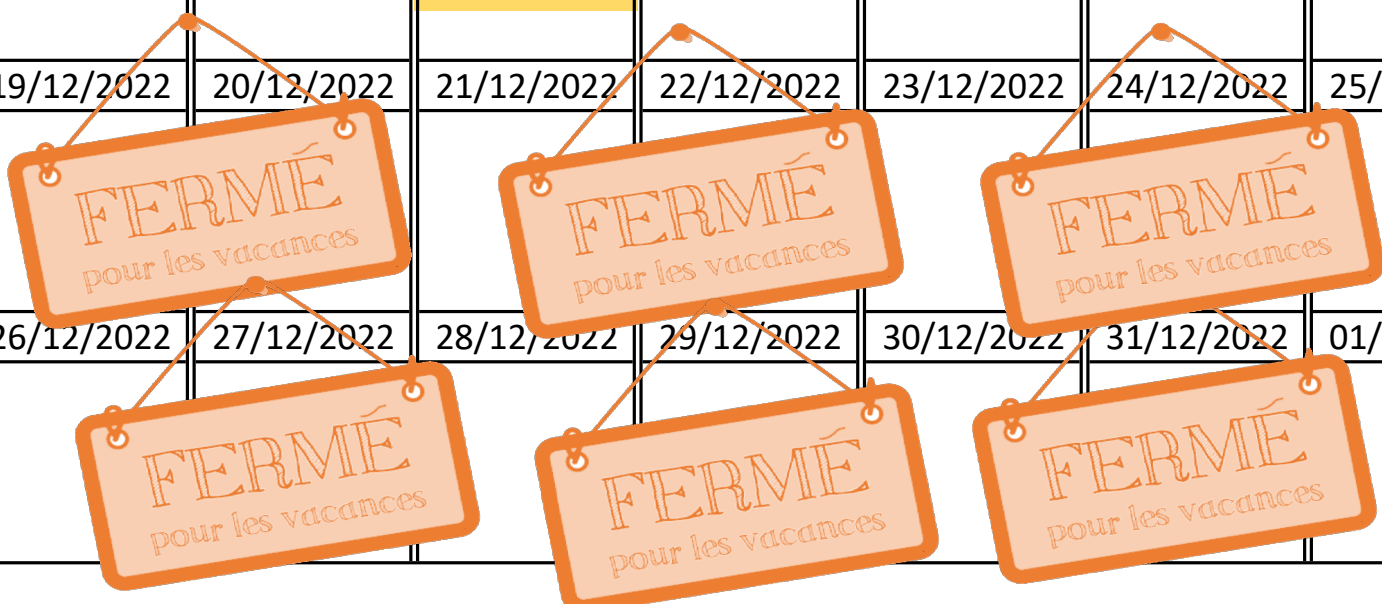 19/12/2022 20/12/2022 21/12/2022 22/12/2022 23/12/2022 24/12/2022 25/
FERMÉ FERMÉ FERMÉ
pour les vacances pour les vacances pour les vacances
26/12/2022 27/12/2022 28/12/2022 29/12/2022 30/12/2022 31/12/2022 01/
FERMÉ FERMÉ FERMÉ
pour les vacances pour les vacances pour les vacances